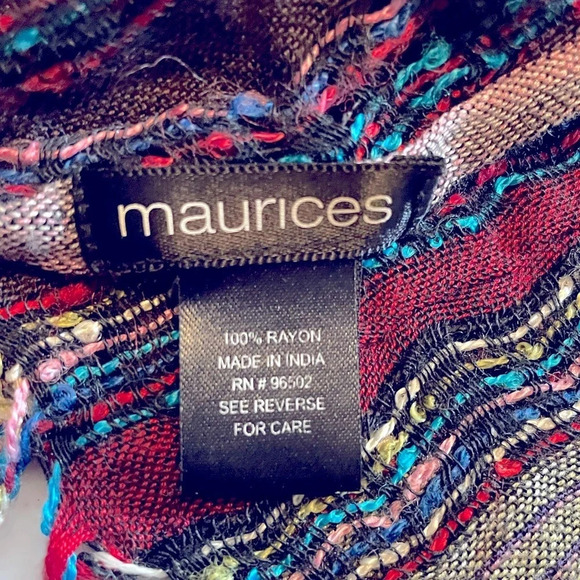 maurices
100% RAYON
MADE IN INDIA
RN # 96502
SEE REVERSE
FOR CARE